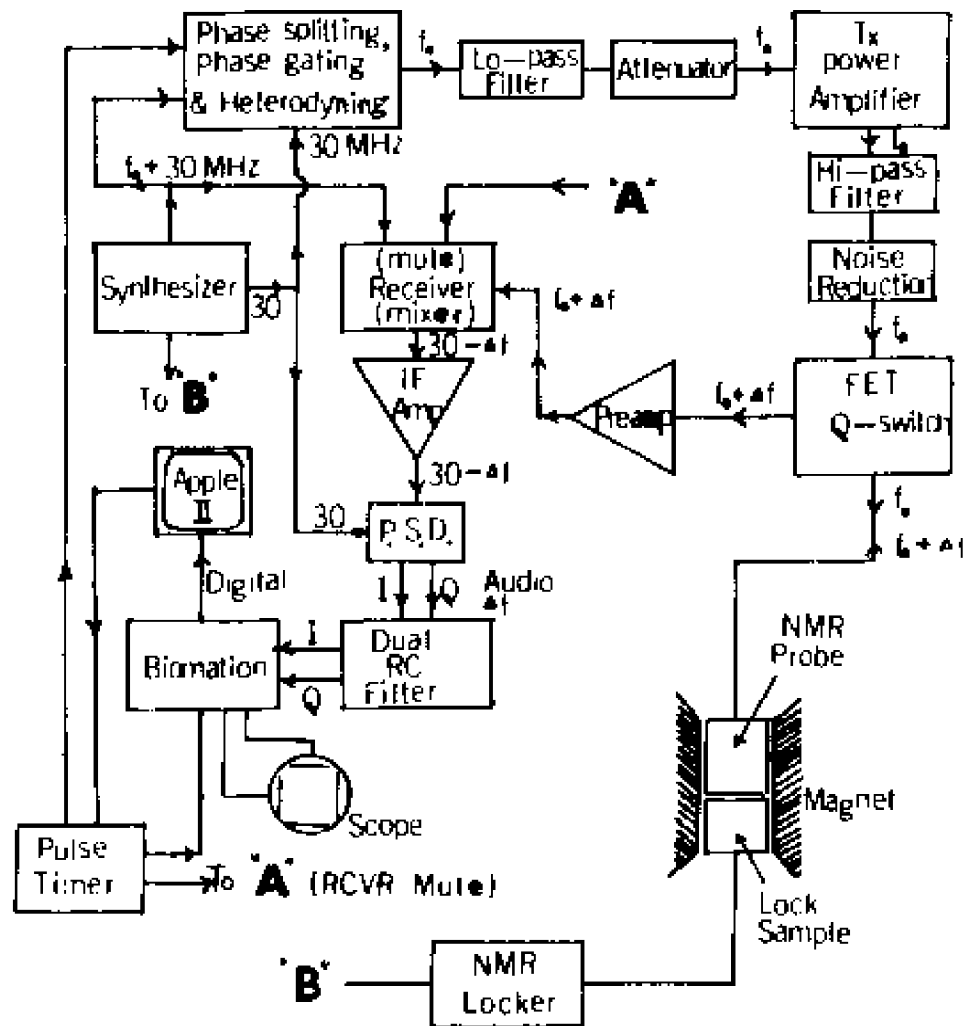 Phase splitting,
phase gating
& Heterodyning
f₀
Lo-pass
Filter
Attenuator
f₀
Tx
power
Amplifier
30 MHz
f₀ + 30 MHz
"A"
f₀
Hi-pass
Filter
Synthesizer
30
(mute)
Receiver
(mixer)
f₀ + Δf
Noise
Reduction
30 - Δf
f₀
To "B"
IF
Amp
Preamp
f₀ + Δf
FET
Q-switch
Apple
II
30 - Δf
30
P.S.D.
f₀
f₀ + Δf
Digital
I
Q
Audio
Δf
Biomation
I
Q
Dual
RC
Filter
NMR
Probe
Scope
Magnet
Pulse
Timer
To "A" (RCVR Mute)
Lock
Sample
"B"
NMR
Locker